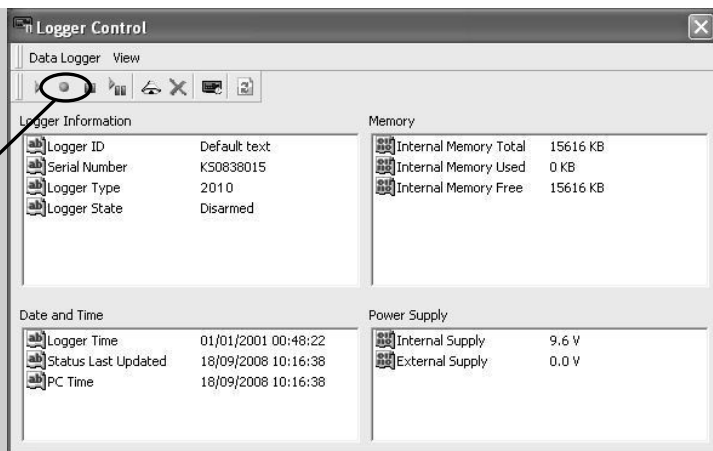 Logger Control
Data Logger View
Logger Information
Logger ID Default text
Serial Number KS0838015
Logger Type 2010
Logger State Disarmed
Memory
Internal Memory Total 15616 KB
Internal Memory Used 0 KB
Internal Memory Free 15616 KB
Date and Time
Logger Time 01/01/2001 00:48:22
Status Last Updated 18/09/2008 10:16:38
PC Time 18/09/2008 10:16:38
Power Supply
Internal Supply 9.6 V
External Supply 0.0 V